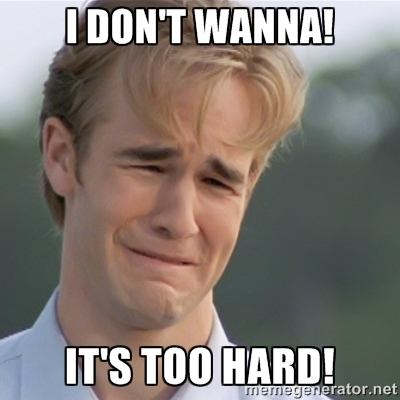 I DON'T WANNA!
IT'S TOO HARD!
memegenerator.net